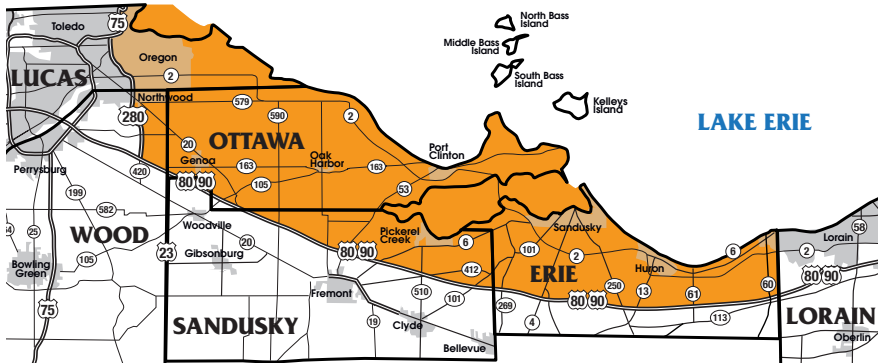 North Bass
Island
Toledo
75
Middle Bass
Island
Oregon
LUCAS
2
South Bass
Island
Northwood
579
590
2
Kelleys
Island
280
LAKE ERIE
20
OTTAWA
Port
Clinton
Genoa
163
Oak
Harbor
163
Perrysburg
420
80 90
105
53
199
582
Woodville
Pickerel
Creek
Sandusky
58
25
WOOD
20
6
101
2
6
2
Lorain
23
Gibsonburg
80 90
105
Bowling
Green
412
ERIE
Huron
80 90
Fremont
510
101
269
80 90
250
13
61
60
75
SANDUSKY
19
Clyde
4
113
LORAIN
Bellevue
Oberlin